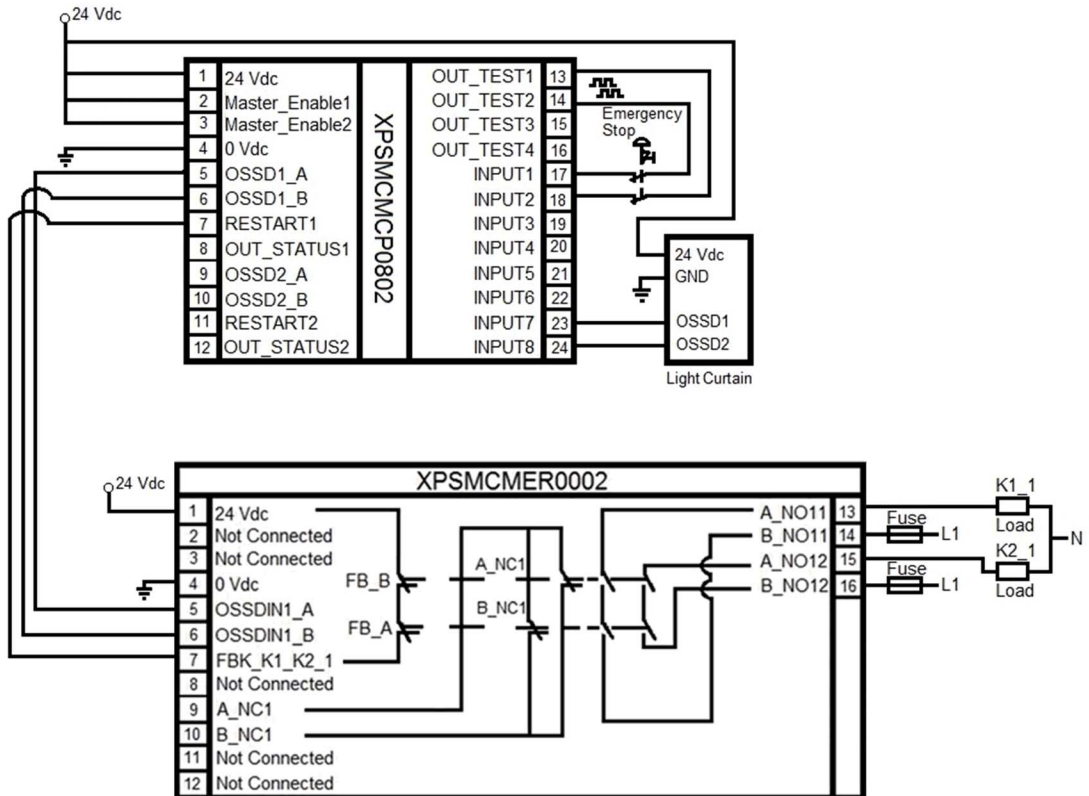 24 Vdc
1 24 Vdc
2 Master_Enable1
3 Master_Enable2
4 0 Vdc
5 OSSD1_A
6 OSSD1_B
7 RESTART1
8 OUT_STATUS1
9 OSSD2_A
10 OSSD2_B
11 RESTART2
12 OUT_STATUS2
XPSMCMCP0802
OUT_TEST1 13
OUT_TEST2 14
OUT_TEST3 15
OUT_TEST4 16
INPUT1 17
INPUT2 18
INPUT3 19
INPUT4 20
INPUT5 21
INPUT6 22
INPUT7 23
INPUT8 24
Emergency
Stop
24 Vdc
GND
OSSD1
OSSD2
Light Curtain
XPSMCMER0002
24 Vdc
1 24 Vdc
2 Not Connected
3 Not Connected
4 0 Vdc
5 OSSDIN1_A
6 OSSDIN1_B
7 FBK_K1_K2_1
8 Not Connected
9 A_NC1
10 B_NC1
11 Not Connected
12 Not Connected
FB_B
FB_A
A_NC1
B_NC1
A_NO11 13
B_NO11 14
A_NO12 15
B_NO12 16
K1_1
Load
Fuse
L1
K2_1
Load
Fuse
L1
N